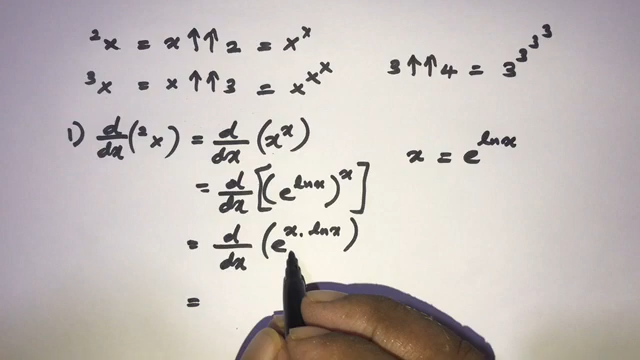 ²x = x ↑↑ 2 = x^x
³x = x ↑↑ 3 = x^x^x
3 ↑↑ 4 = 3^3^3^3
1) d/dx (²x) = d/dx (x^x)
x = e^lnx
= d/dx [(e^lnx)^x]
= d/dx (e^x.lnx)
=